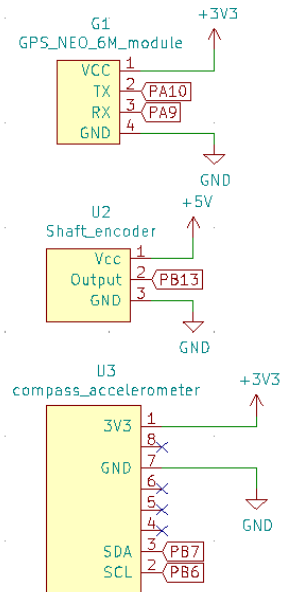 G1
GPS_NEO_6M_module
+3V3
VCC 1
TX 2 PA10
RX 3 PA9
GND 4
GND
U2
Shaft_encoder
+5V
Vcc 1
Output 2 PB13
GND 3
GND
U3
compass_accelerometer
+3V3
3V3 1
8
GND 7
6
5
4
GND
SDA 3 PB7
SCL 2 PB6